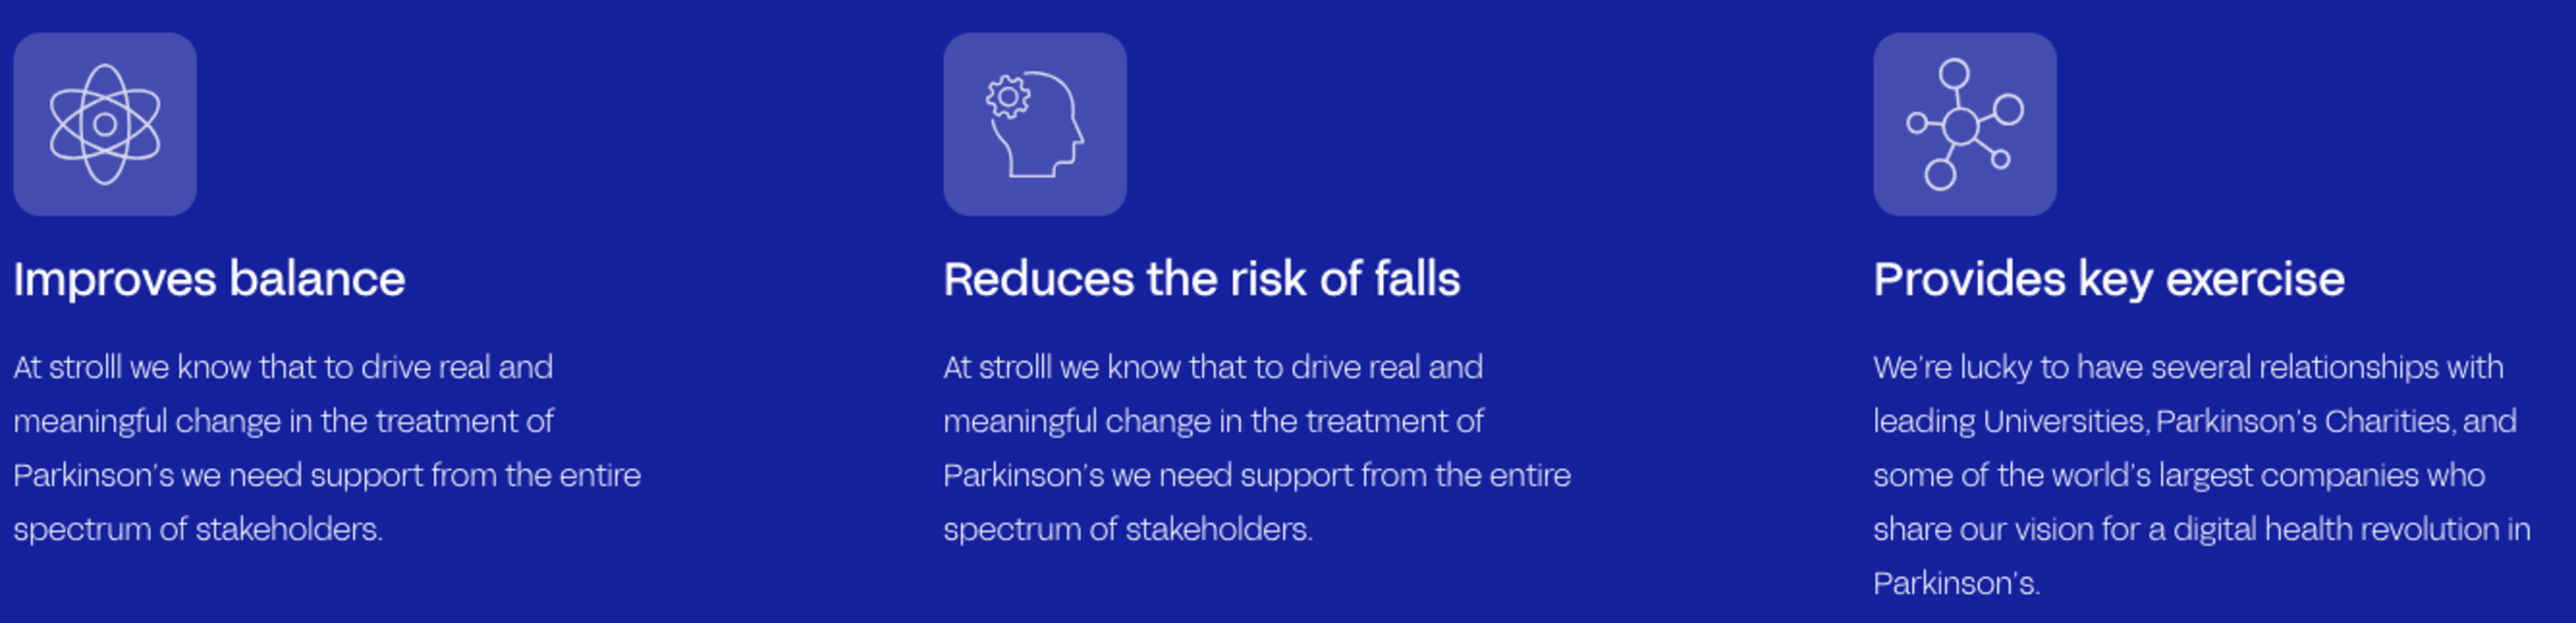 Improves balance
At strolll we know that to drive real and
meaningful change in the treatment of
Parkinson's we need support from the entire
spectrum of stakeholders.
Reduces the risk of falls
At strolll we know that to drive real and
meaningful change in the treatment of
Parkinson's we need support from the entire
spectrum of stakeholders.
Provides key exercise
We're lucky to have several relationships with
leading Universities, Parkinson's Charities, and
some of the world's largest companies who
share our vision for a digital health revolution in
Parkinson's.